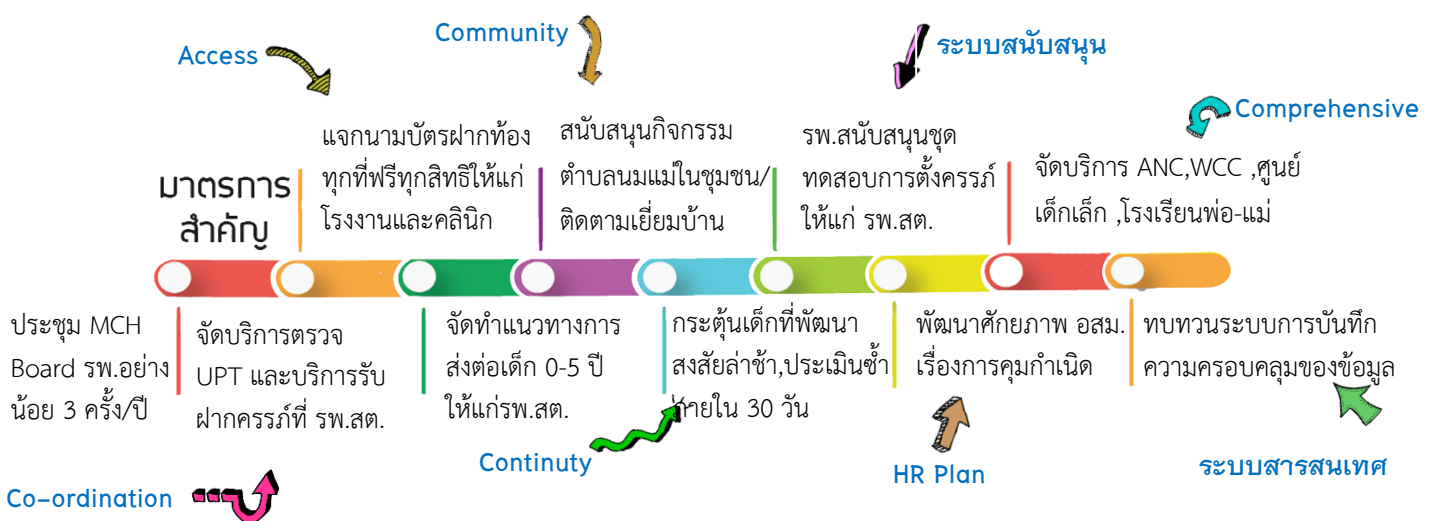 Access
Community
ระบบสนับสนุน
Comprehensive
แจกนามบัตรฝากท้อง
ทุกที่ฟรีทุกสิทธิให้แก่
โรงงานและคลินิก
สนับสนุนกิจกรรม
ตำบลนมแม่ในชุมชน/
ติดตามเยี่ยมบ้าน
รพ.สนับสนุนชุด
ทดสอบการตั้งครรภ์
ให้แก่ รพ.สต.
จัดบริการ ANC,WCC ,ศูนย์
เด็กเล็ก ,โรงเรียนพ่อ-แม่
มาตรการ
สำคัญ
ประชุม MCH
Board รพ.อย่าง
น้อย 3 ครั้ง/ปี
จัดบริการตรวจ
UPT และบริการรับ
ฝากครรภ์ที่ รพ.สต.
จัดทำแนวทางการ
ส่งต่อเด็ก 0-5 ปี
ให้แก่รพ.สต.
กระตุ้นเด็กที่พัฒนา
สงสัยล่าช้า,ประเมินซ้ำ
ภายใน 30 วัน
พัฒนาศักยภาพ อสม.
เรื่องการคุมกำเนิด
ทบทวนระบบการบันทึก
ความครอบคลุมของข้อมูล
Co-ordination
Continuty
HR Plan
ระบบสารสนเทศ